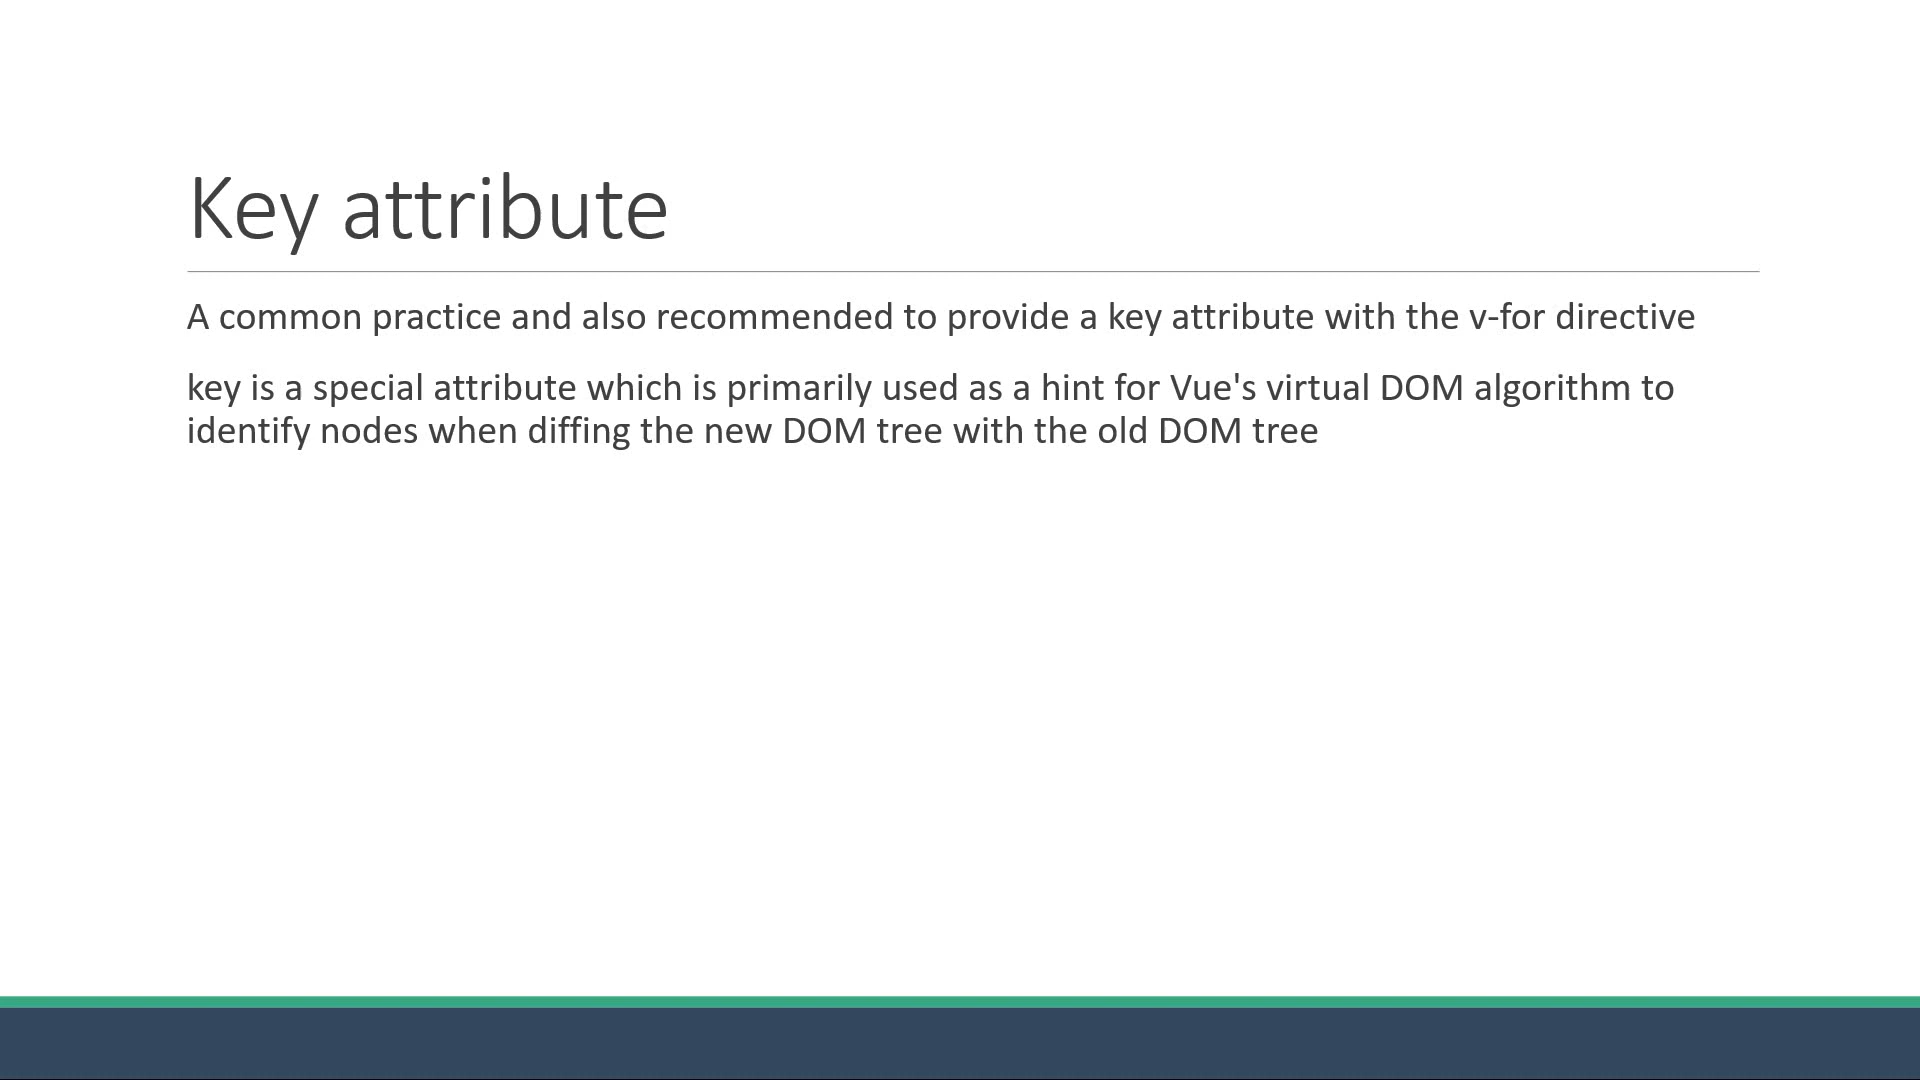 Key attribute
A common practice and also recommended to provide a key attribute with the v-for directive
key is a special attribute which is primarily used as a hint for Vue's virtual DOM algorithm to
identify nodes when diffing the new DOM tree with the old DOM tree